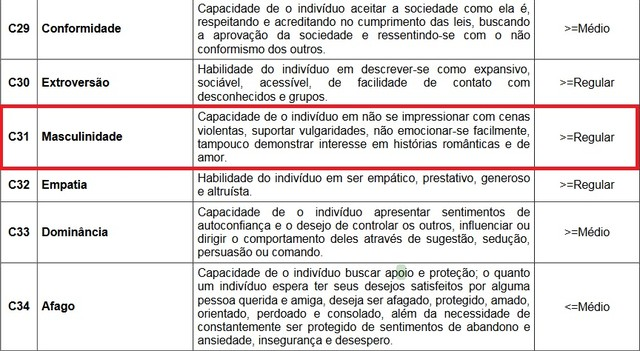 Capacidade de o indivíduo aceitar a sociedade como ela é,
respeitando e acreditando no cumprimento das leis, buscando
C29 Conformidade a aprovação da sociedade e ressentindo-se com o não >=Médio
conformismo dos outros.
Habilidade do indivíduo em descrever-se como expansivo,
C30 Extroversão sociável, acessível, de facilidade de contato com >=Regular
desconhecidos e grupos.
Capacidade de o indivíduo em não se impressionar com cenas
C31 Masculinidade violentas, suportar vulgaridades, não emocionar-se facilmente, >=Regular
tampouco demonstrar interesse em histórias românticas e de
amor.
C32 Empatia Habilidade do indivíduo em ser empático, prestativo, generoso >=Regular
e altruísta.
Capacidade de o indivíduo apresentar sentimentos de
autoconfiança e o desejo de controlar os outros, influenciar ou
C33 Dominância dirigir o comportamento deles através de sugestão, sedução, >=Médio
persuasão ou comando.
Capacidade de o indivíduo buscar apoio e proteção; o quanto
um indivíduo espera ter seus desejos satisfeitos por alguma
pessoa querida e amiga, deseja ser afagado, protegido, amado,
C34 Afago orientado, perdoado e consolado, além da necessidade de <=Médio
constantemente ser protegido de sentimentos de abandono e
ansiedade, insegurança e desespero.